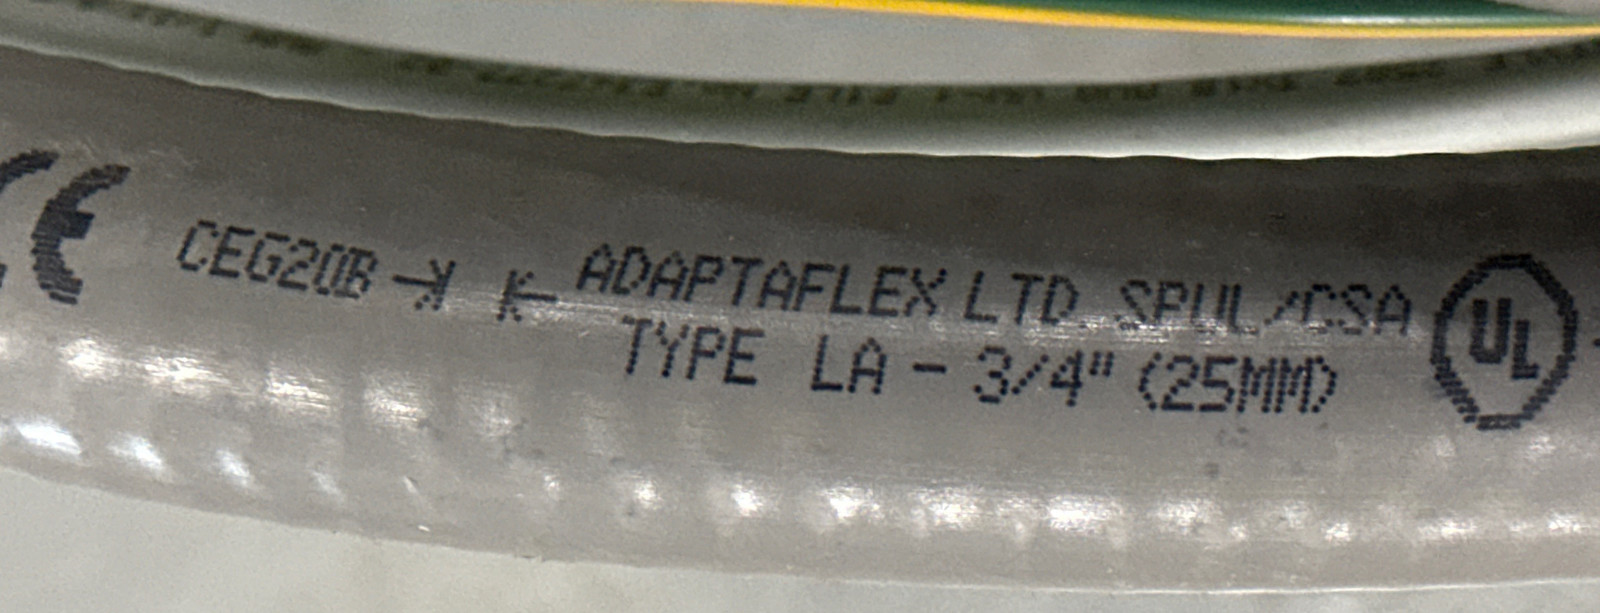 CE CEG20B ADAPTAFLEX LTD. SPUL/CSA
TYPE LA - 3/4" (25MM)
UL